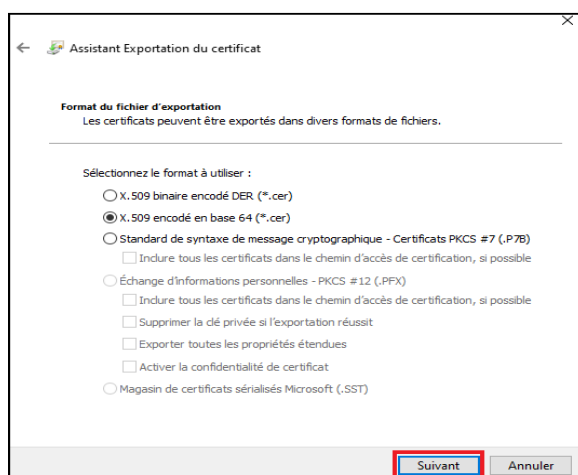 Assistant Exportation du certificat
Format du fichier d'exportation
Les certificats peuvent être exportés dans divers formats de fichiers.
Sélectionnez le format à utiliser :
X.509 binaire encodé DER (*.cer)
X.509 encodé en base 64 (*.cer)
Standard de syntaxe de message cryptographique - Certificats PKCS #7 (.P7B)
Inclure tous les certificats dans le chemin d'accès de certification, si possible
Échange d'informations personnelles - PKCS #12 (.PFX)
Inclure tous les certificats dans le chemin d'accès de certification, si possible
Supprimer la clé privée si l'exportation réussit
Exporter toutes les propriétés étendues
Activer la confidentialité de certificat
Magasin de certificats sérialisés Microsoft (.SST)
Suivant Annuler